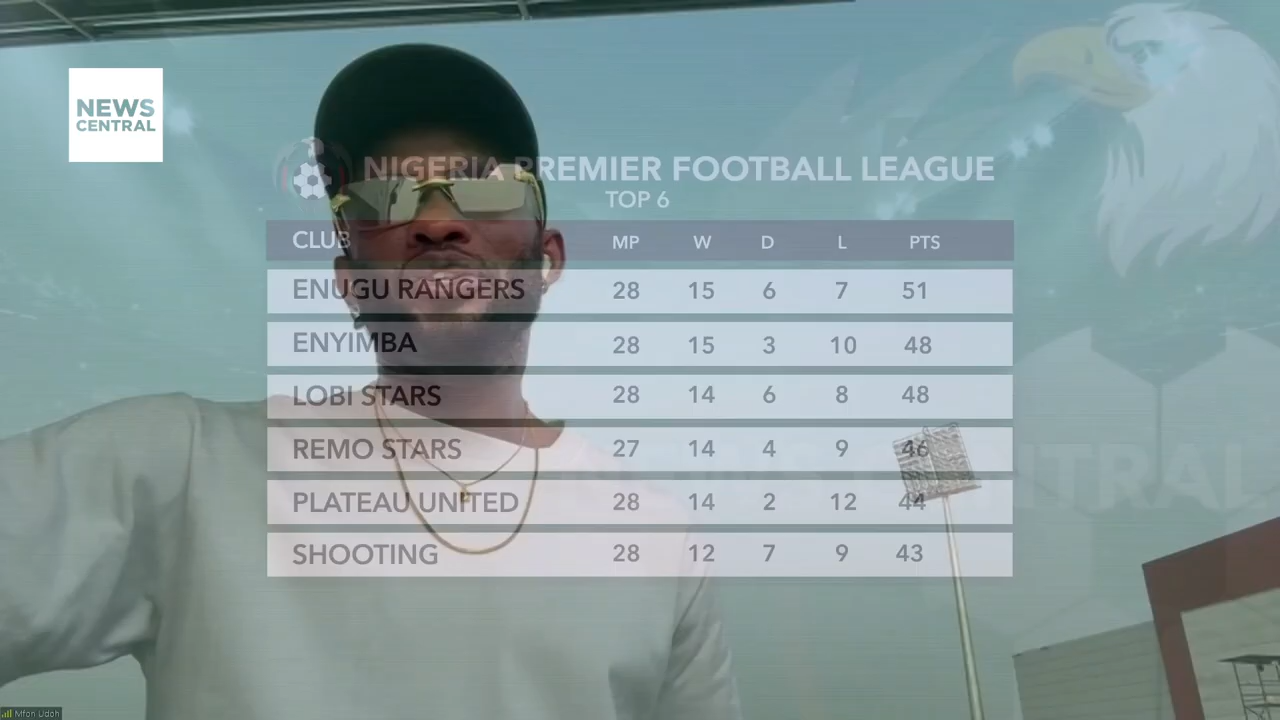 NEWS
CENTRAL
NIGERIA PREMIER FOOTBALL LEAGUE
TOP 6
CLUB MP W D L PTS
ENUGU RANGERS 28 15 6 7 51
ENYIMBA 28 15 3 10 48
LOBI STARS 28 14 6 8 48
REMO STARS 27 14 4 9 46
PLATEAU UNITED 28 14 2 12 44
SHOOTING 28 12 7 9 43
Mfon Udoh